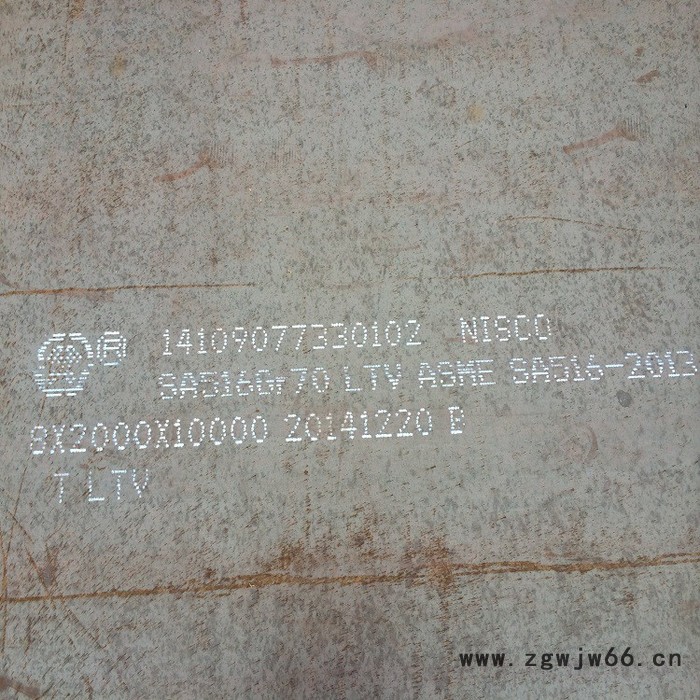 14109077330102 NISCO
SA516Gr70 LTV ASME SA516-2013
8X2000X10000 20141220 B
T LTV
www.zgwjw66.cn